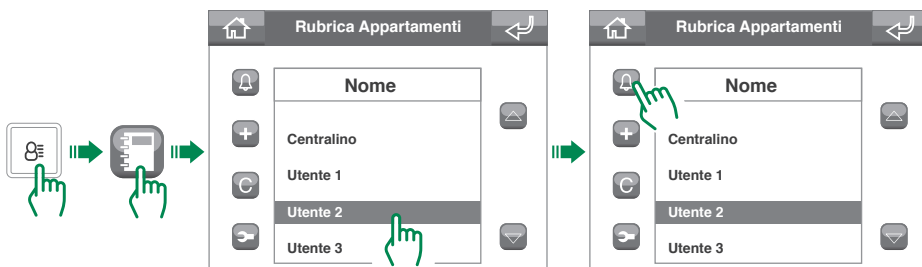 Rubrica Appartamenti
Nome
Centralino
Utente 1
Utente 2
Utente 3
Rubrica Appartamenti
Nome
Centralino
Utente 1
Utente 2
Utente 3